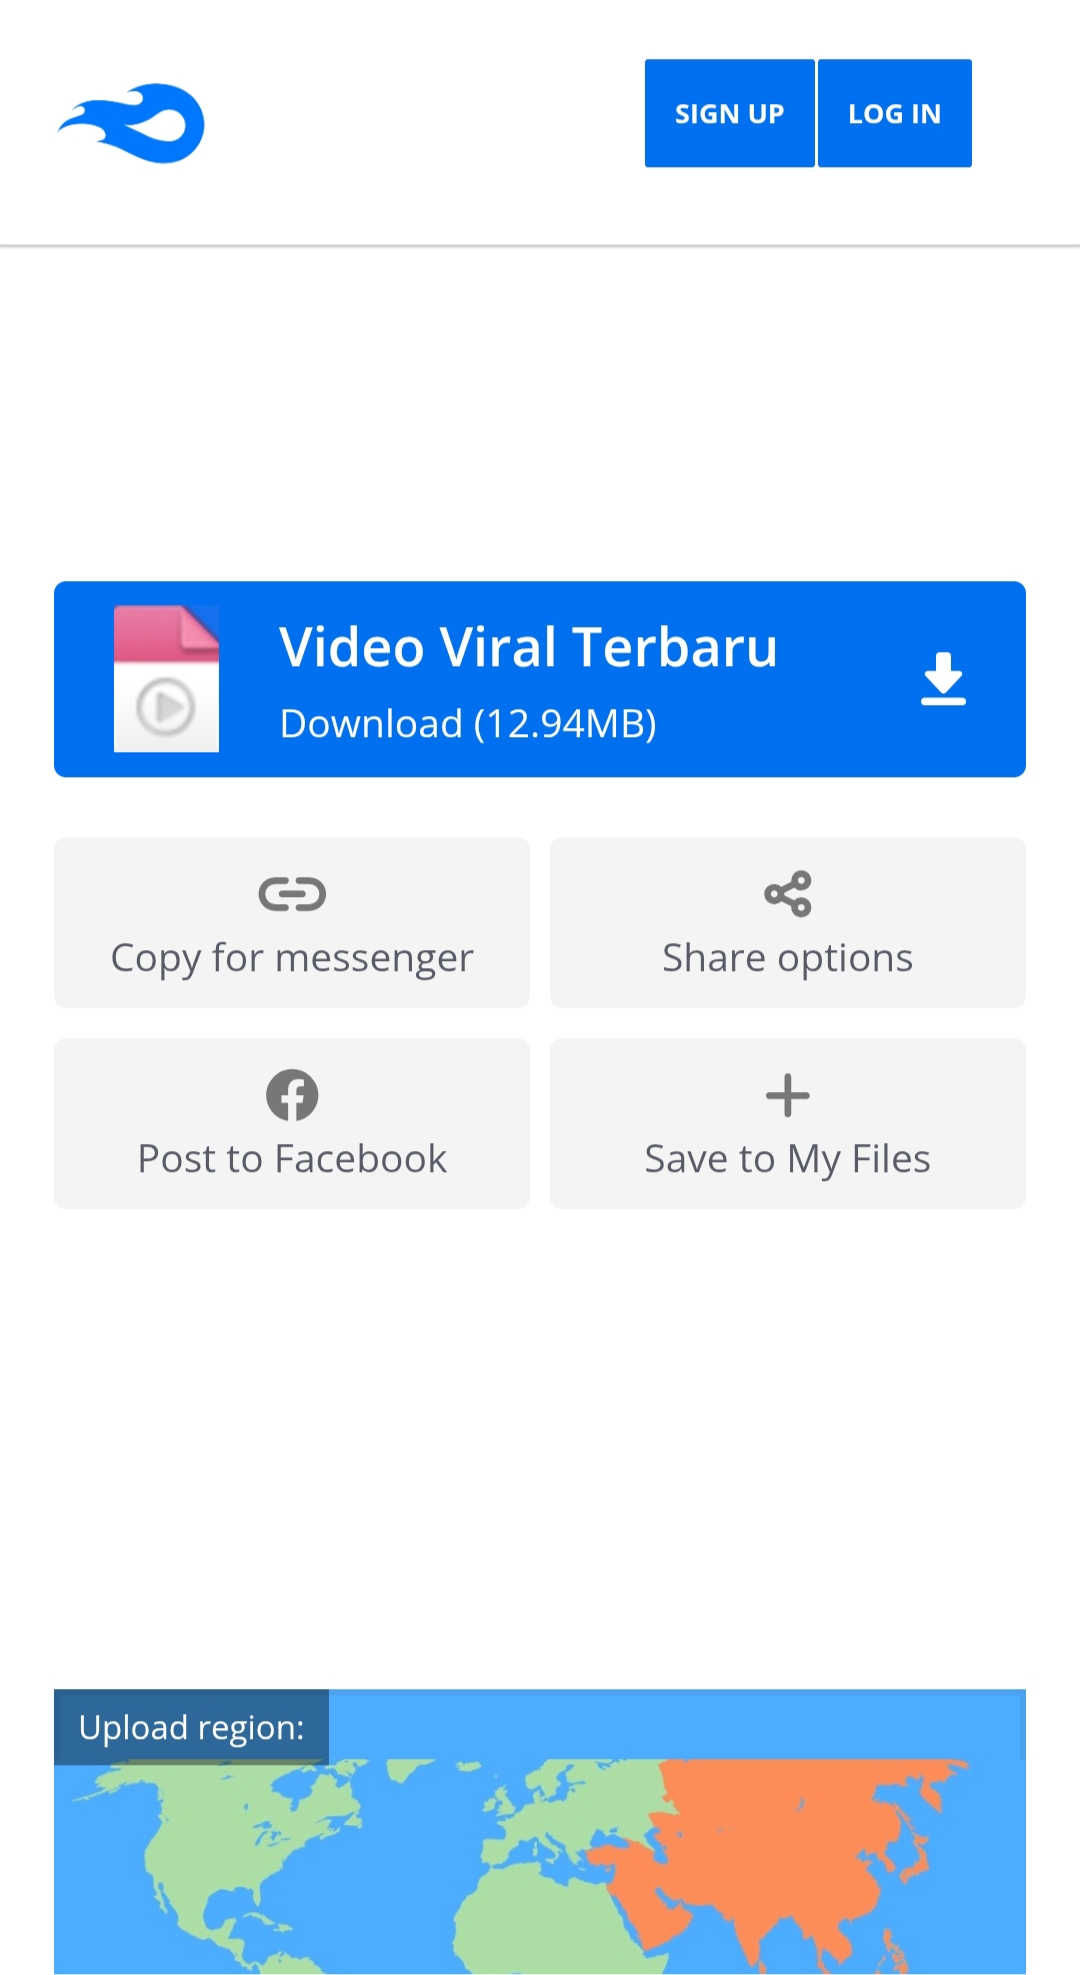 SIGN UP
LOG IN
Video Viral Terbaru
Download (12.94MB)
Copy for messenger
Share options
Post to Facebook
Save to My Files
Upload region: